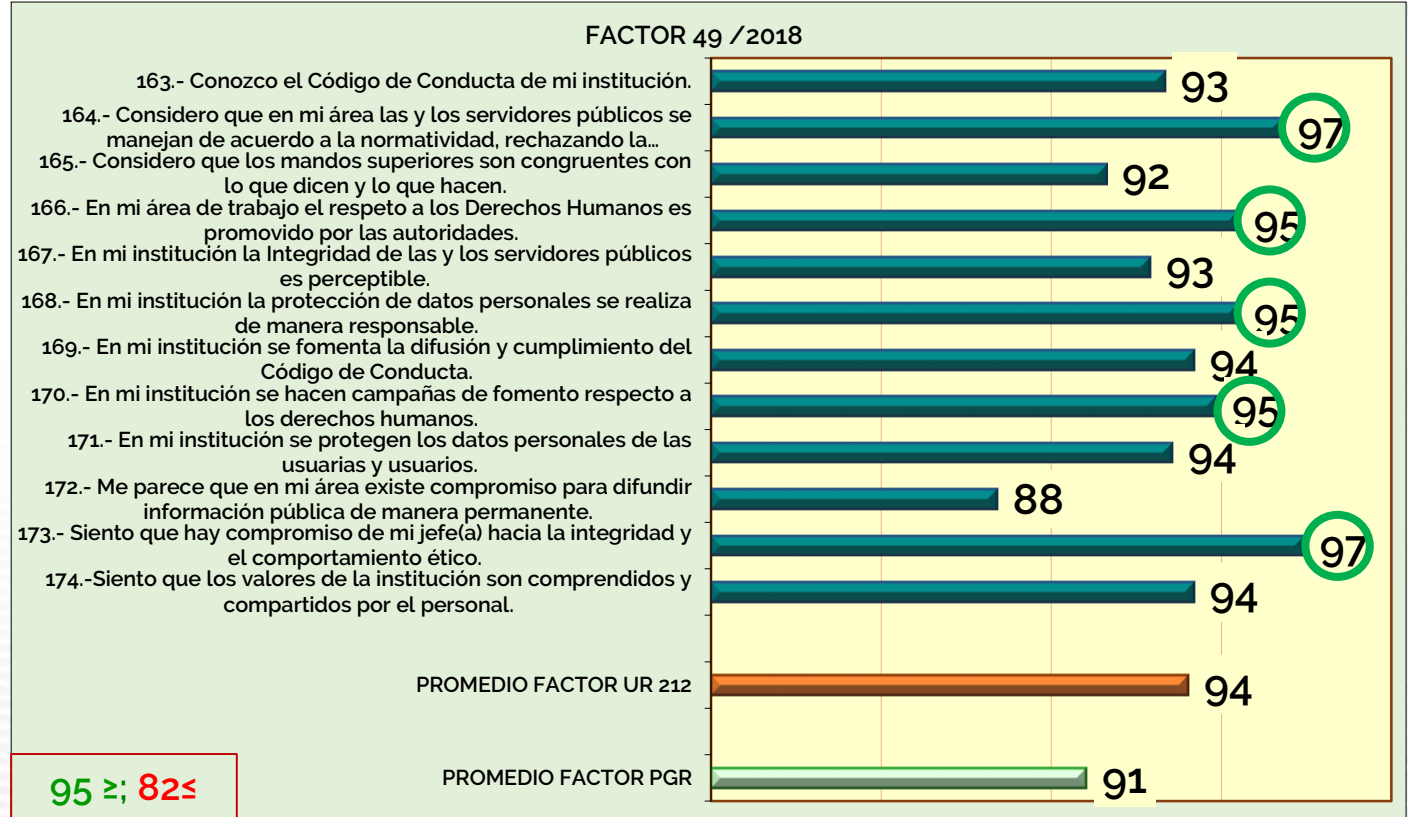 FACTOR 49 /2018
163.- Conozco el Código de Conducta de mi institución.
93
164.- Considero que en mi área las y los servidores públicos se
manejan de acuerdo a la normatividad, rechazando la...
97
165.- Considero que los mandos superiores son congruentes con
lo que dicen y lo que hacen.
92
166.- En mi área de trabajo el respeto a los Derechos Humanos es
promovido por las autoridades.
95
167.- En mi institución la Integridad de las y los servidores públicos
es perceptible.
93
168.- En mi institución la protección de datos personales se realiza
de manera responsable.
95
169.- En mi institución se fomenta la difusión y cumplimiento del
Código de Conducta.
94
170.- En mi institución se hacen campañas de fomento respecto a
los derechos humanos.
95
171.- En mi institución se protegen los datos personales de las
usuarias y usuarios.
94
172.- Me parece que en mi área existe compromiso para difundir
información pública de manera permanente.
88
173.- Siento que hay compromiso de mi jefe(a) hacia la integridad y
el comportamiento ético.
97
174.-Siento que los valores de la institución son comprendidos y
compartidos por el personal.
94
PROMEDIO FACTOR UR 212
94
PROMEDIO FACTOR PGR
91
95 ≥; 82≤